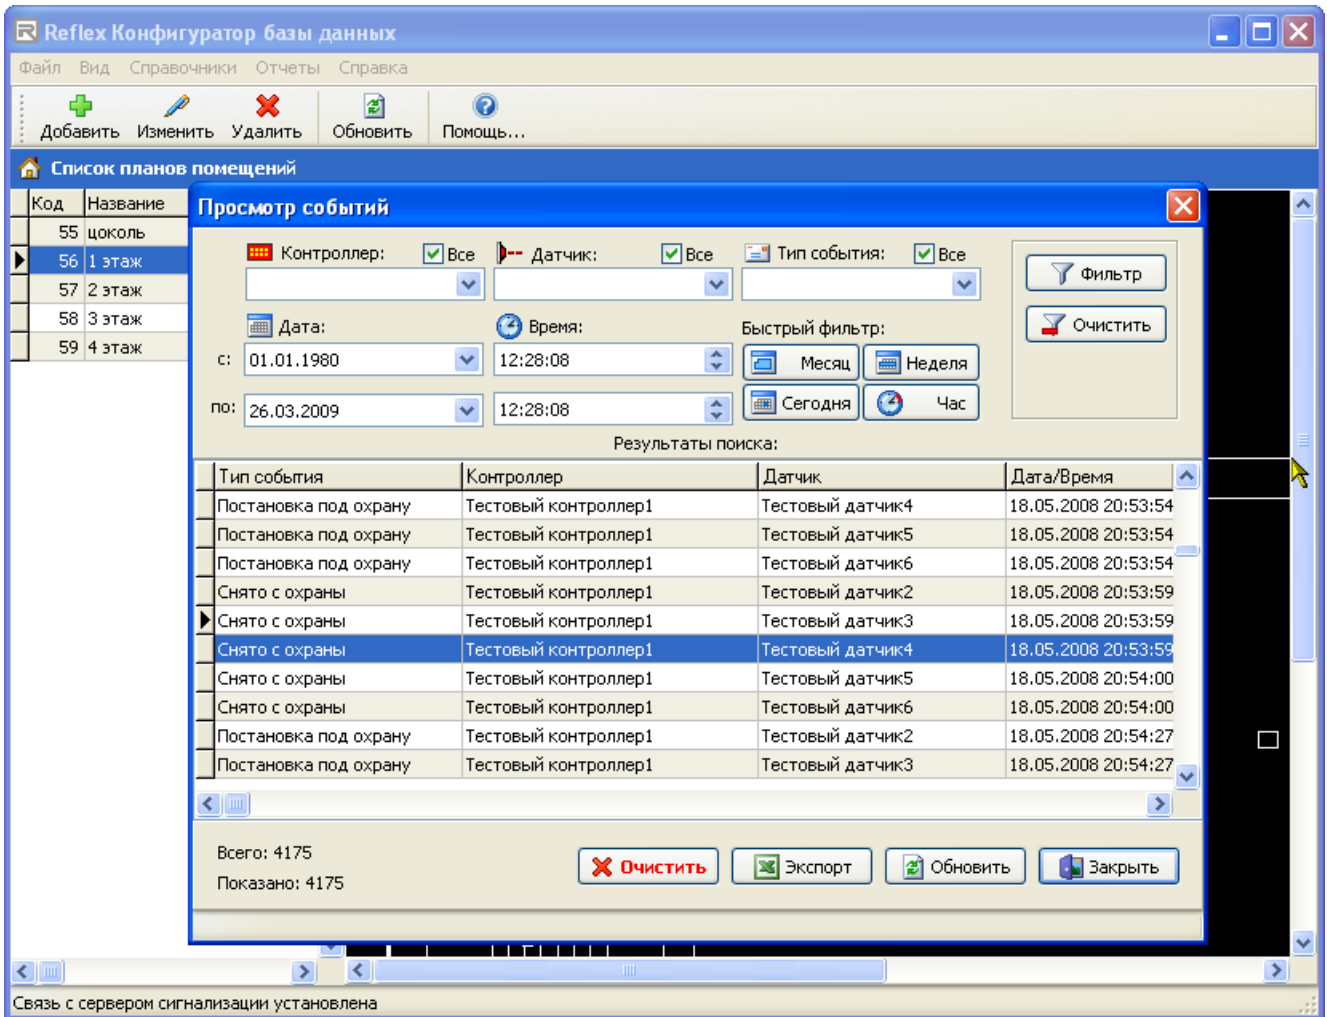 Reflex Конфигуратор базы данных
Файл Вид Справочники Отчеты Справка
Добавить Изменить Удалить Обновить Помощь...
Список планов помещений
Код Название
55 цоколь
56 1 этаж
57 2 этаж
58 3 этаж
59 4 этаж
Просмотр событий
Контроллер: Все Датчик: Все Тип события: Все
Фильтр
Очистить
Дата: Время: Быстрый фильтр:
с: 01.01.1980 12:28:08 Месяц Неделя
по: 26.03.2009 12:28:08 Сегодня Час
Результаты поиска:
Тип события Контроллер Датчик Дата/Время
Постановка под охрану Тестовый контроллер1 Тестовый датчик4 18.05.2008 20:53:54
Постановка под охрану Тестовый контроллер1 Тестовый датчик5 18.05.2008 20:53:54
Постановка под охрану Тестовый контроллер1 Тестовый датчик6 18.05.2008 20:53:54
Снято с охраны Тестовый контроллер1 Тестовый датчик2 18.05.2008 20:53:59
Снято с охраны Тестовый контроллер1 Тестовый датчик3 18.05.2008 20:53:59
Снято с охраны Тестовый контроллер1 Тестовый датчик4 18.05.2008 20:53:59
Снято с охраны Тестовый контроллер1 Тестовый датчик5 18.05.2008 20:54:00
Снято с охраны Тестовый контроллер1 Тестовый датчик6 18.05.2008 20:54:00
Постановка под охрану Тестовый контроллер1 Тестовый датчик2 18.05.2008 20:54:27
Постановка под охрану Тестовый контроллер1 Тестовый датчик3 18.05.2008 20:54:27
Всего: 4175
Показано: 4175
Очистить Экспорт Обновить Закрыть
Связь с сервером сигнализации установлена